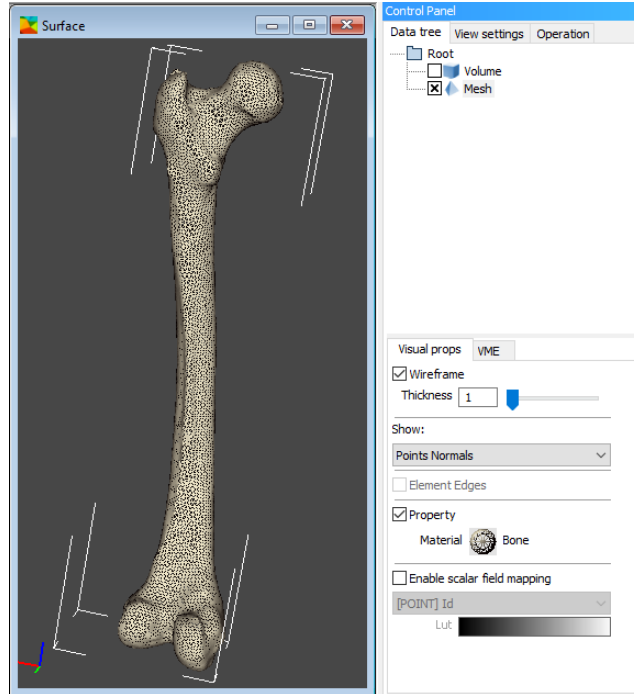 Surface
Control Panel
Data tree View settings Operation
Root
Volume
Mesh
Visual props VME
Wireframe
Thickness 1
Show:
Points Normals
Element Edges
Property
Material Bone
Enable scalar field mapping
[POINT] Id
Lut